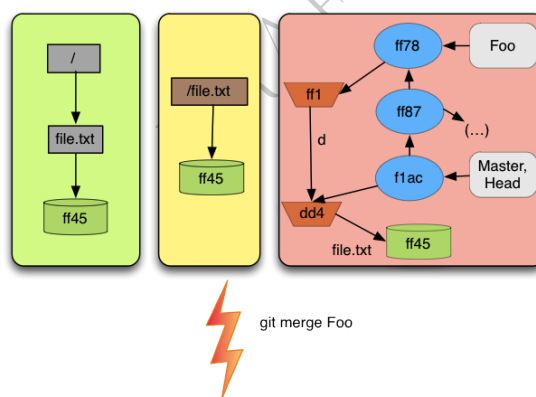 /
file.txt
ff45
/file.txt
ff45
ff78
Foo
ff1
ff87
d
(...)
f1ac
Master,
Head
dd4
file.txt
ff45
git merge Foo